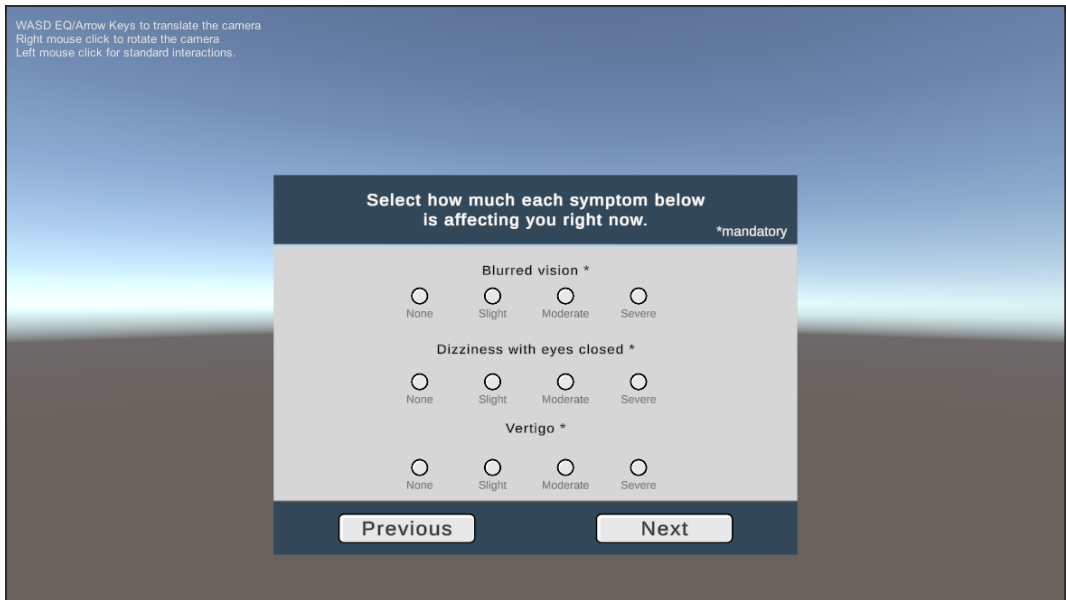 WASD EQ/Arrow Keys to translate the camera
Right mouse click to rotate the camera
Left mouse click for standard interactions.
Select how much each symptom below
is affecting you right now.
*mandatory
Blurred vision *
None Slight Moderate Severe
Dizziness with eyes closed *
None Slight Moderate Severe
Vertigo *
None Slight Moderate Severe
Previous Next